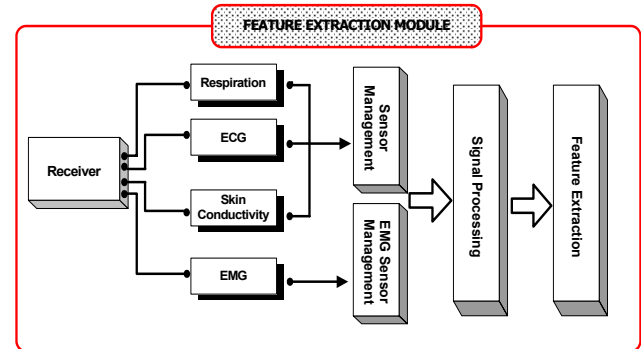 FEATURE EXTRACTION MODULE
Receiver
Respiration
ECG
Skin
Conductivity
EMG
Sensor
Management
EMG Sensor
Management
Signal Processing
Feature Extraction